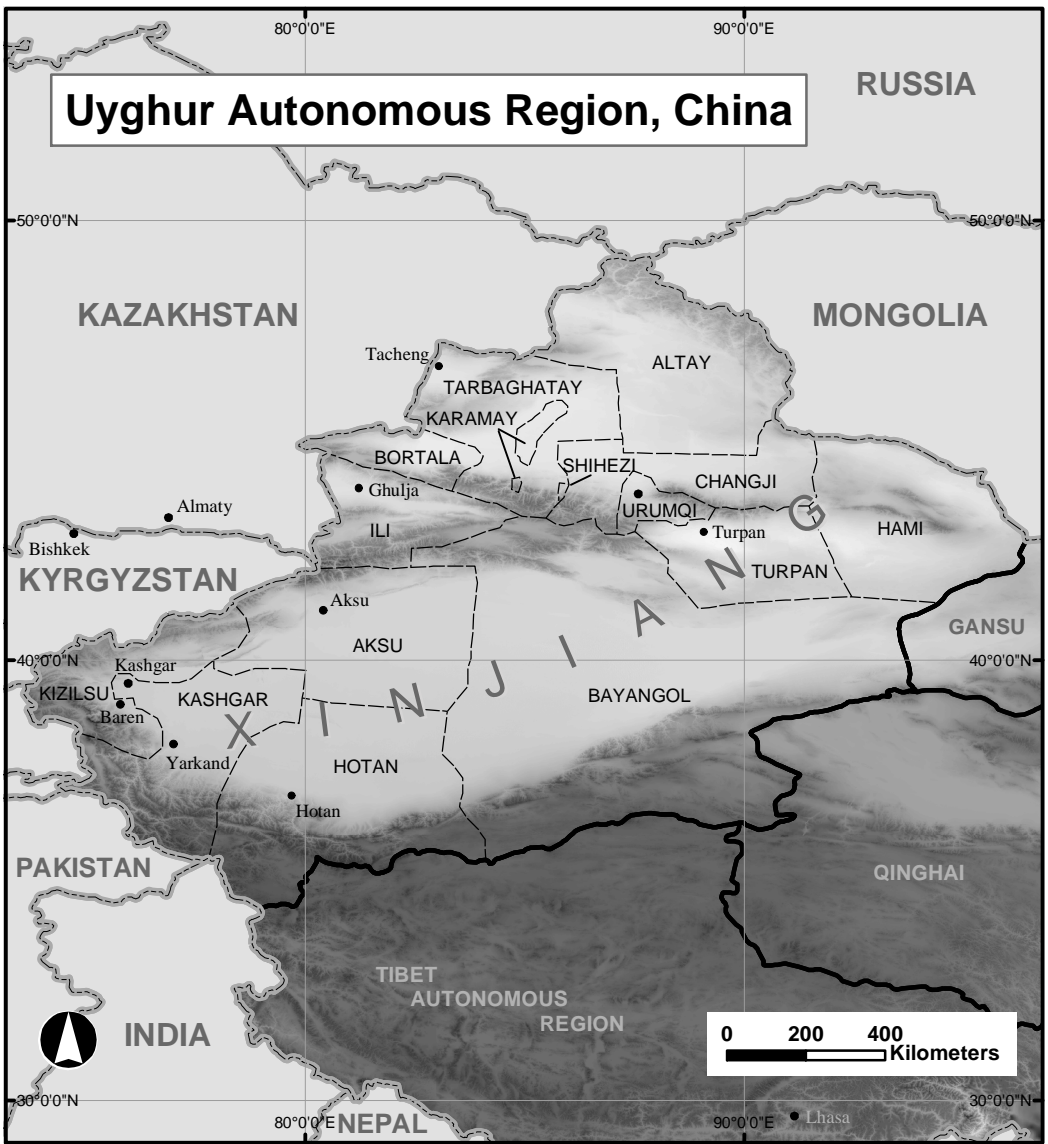 80°0'0"E
90°0'0"E
RUSSIA
Uyghur Autonomous Region, China
50°0'0"N
50°0'0"N
KAZAKHSTAN
MONGOLIA
Tacheng
ALTAY
TARBAGHATAY
KARAMAY
BORTALA
SHIHEZI
CHANGJI
Ghulja
URUMQI
Almaty
ILI
Turpan
HAMI
Bishkek
KYRGYZSTAN
TURPAN
Aksu
GANSU
AKSU
40°0'0"N
40°0'0"N
Kashgar
KIZILSU
KASHGAR
BAYANGOL
Baren
XINJIANG
Yarkand
HOTAN
Hotan
PAKISTAN
QINGHAI
TIBET
AUTONOMOUS
REGION
INDIA
0 200 400
Kilometers
30°0'0"N
30°0'0"N
80°0'0"E
90°0'0"E
NEPAL
Lhasa